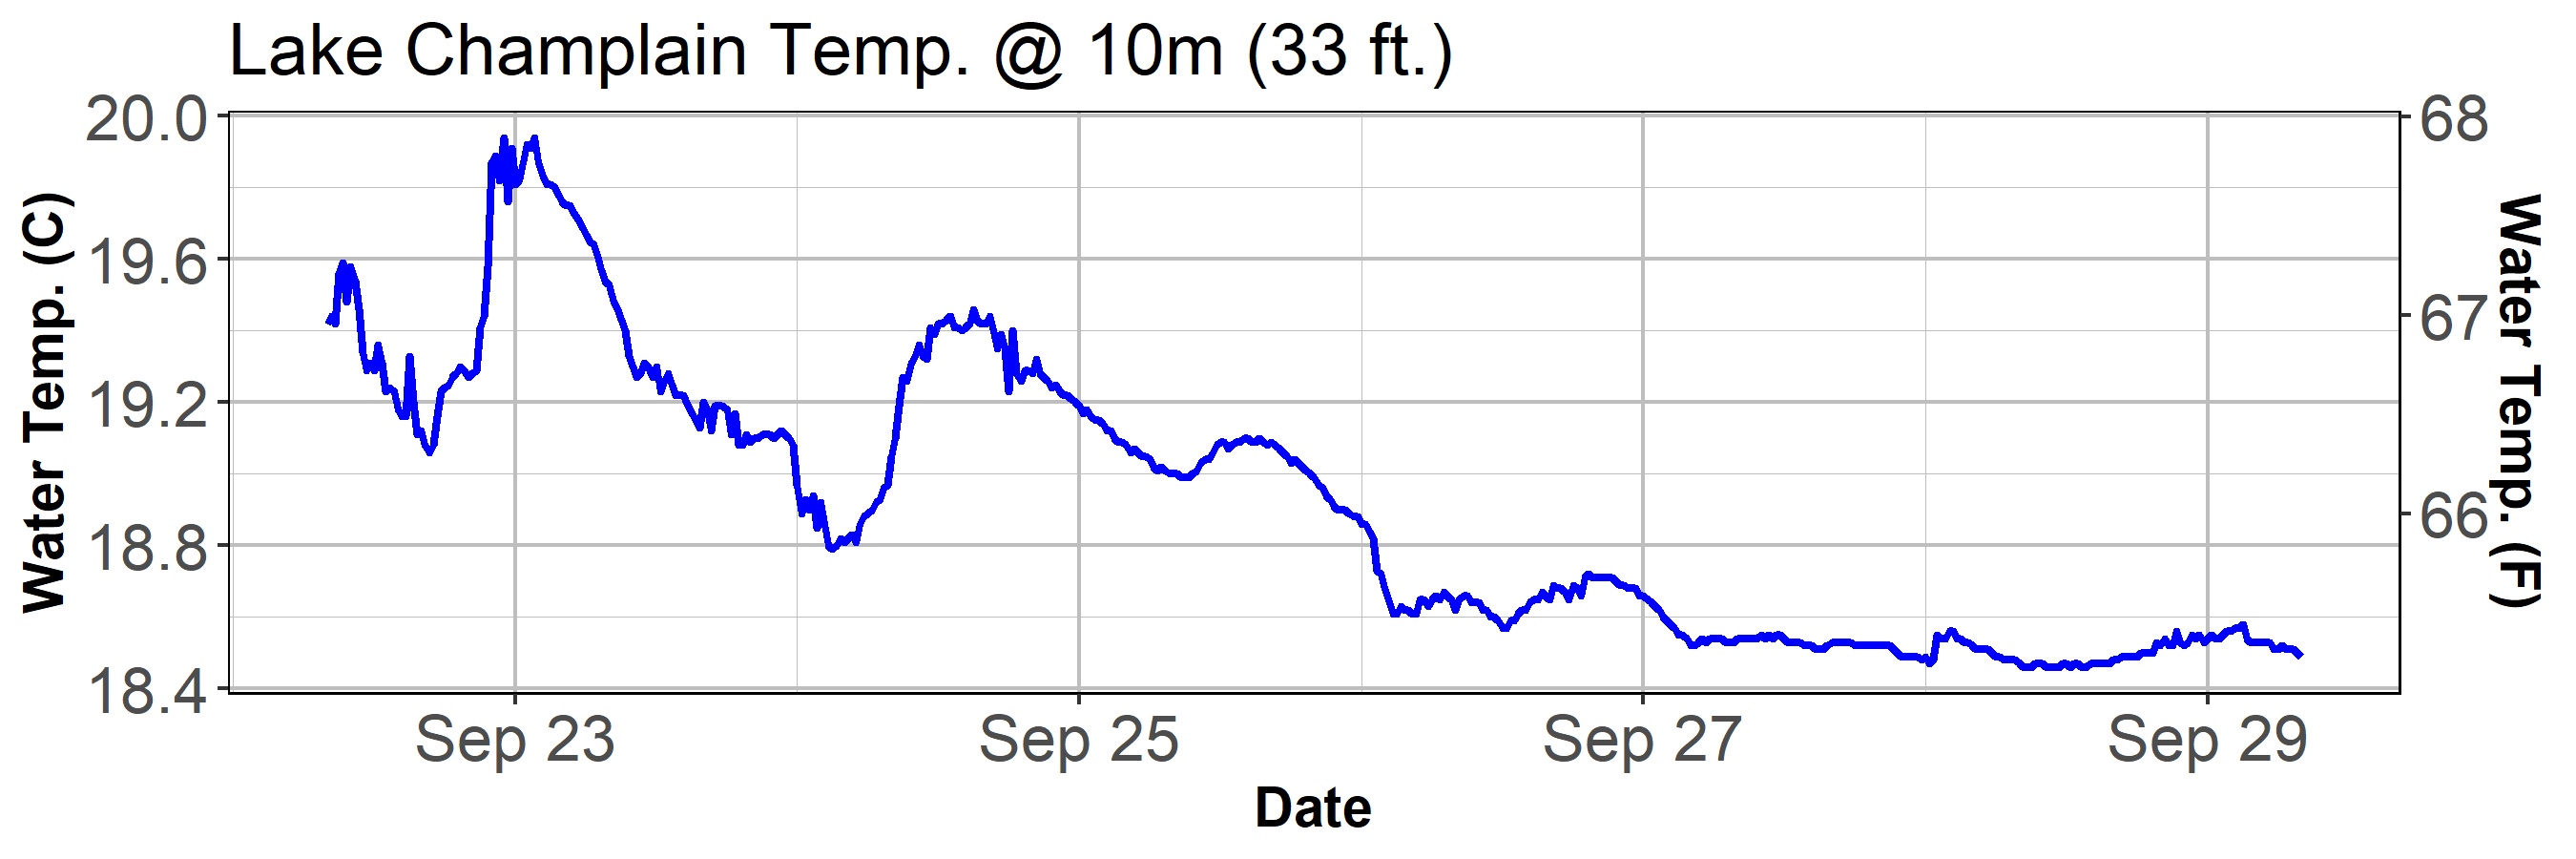 Lake Champlain Temp. @ 10m (33 ft.)
Water Temp. (C)
20.0
19.6
19.2
18.8
18.4
68
67
66
Water Temp. (F)
Sep 23
Sep 25
Sep 27
Sep 29
Date